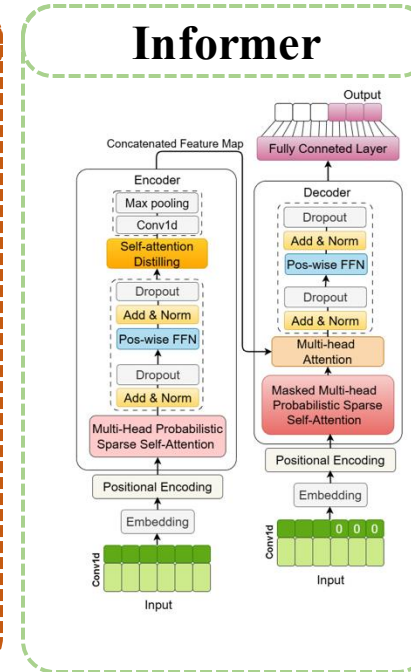 Informer
Output
Concatenated Feature Map
Fully Conneted Layer
Encoder
Max pooling
Conv1d
Self-attention
Distilling
Dropout
Add & Norm
Pos-wise FFN
Dropout
Add & Norm
Multi-Head Probabilistic
Sparse Self-Attention
Positional Encoding
Embedding
Conv1d
Input
Decoder
Dropout
Add & Norm
Pos-wise FFN
Dropout
Add & Norm
Multi-head
Attention
Masked Multi-head
Probabilistic Sparse
Self-Attention
Positional Encoding
Embedding
Conv1d
0 0 0
Input